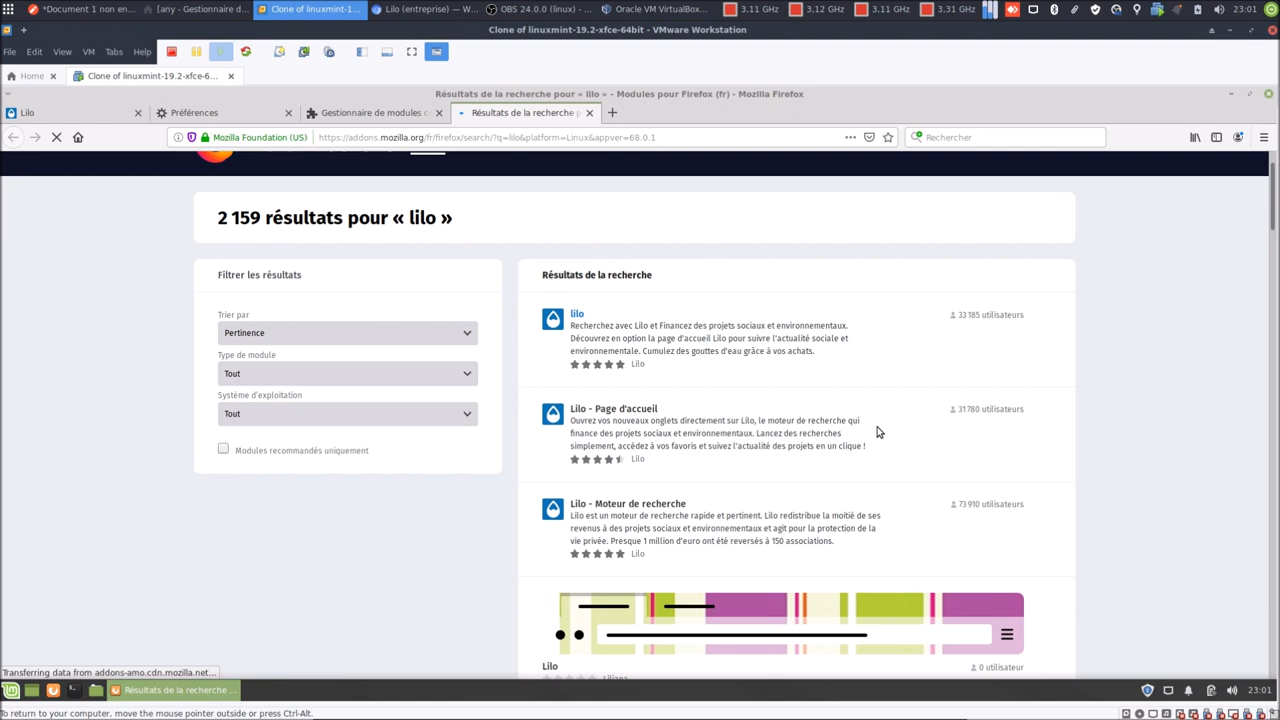 *Document 1 non en...
[any - Gestionnaire d...
Clone of linuxmint-1...
Lilo (entreprise) — W...
OBS 24.0.0 (linux) - ...
Oracle VM VirtualBox...
3,11 GHz
3,12 GHz
3,11 GHz
3,31 GHz
23:01
Clone of linuxmint-19.2-xfce-64bit - VMware Workstation
File Edit View VM Tabs Help
Home
Clone of linuxmint-19.2-xfce-6...
Résultats de la recherche pour « lilo » – Modules pour Firefox (fr) - Mozilla Firefox
Lilo
Préférences
Gestionnaire de modules c
Résultats de la recherche p
Mozilla Foundation (US)
https://addons.mozilla.org/fr/firefox/search/?q=lilo&platform=Linux&appver=68.0.1
Rechercher
2 159 résultats pour « lilo »
Filtrer les résultats
Trier par
Pertinence
Type de module
Tout
Système d'exploitation
Tout
Modules recommandés uniquement
Résultats de la recherche
lilo
33 185 utilisateurs
Recherchez avec Lilo et Financez des projets sociaux et environnementaux.
Découvrez en option la page d'accueil Lilo pour suivre l'actualité sociale et
environnementale. Cumulez des gouttes d'eau grâce à vos achats.
Lilo
Lilo - Page d'accueil
31 780 utilisateurs
Ouvrez vos nouveaux onglets directement sur Lilo, le moteur de recherche qui
finance des projets sociaux et environnementaux. Lancez des recherches
simplement, accédez à vos favoris et suivez l'actualité des projets en un clique !
Lilo
Lilo - Moteur de recherche
73 910 utilisateurs
Lilo est un moteur de recherche rapide et pertinent. Lilo redistribue la moitié de ses
revenus à des projets sociaux et environnementaux et agit pour la protection de la
vie privée. Presque 1 million d'euro ont été reversés à 150 associations.
Lilo
Lilo
0 utilisateur
Liliana
Transferring data from addons-amo.cdn.mozilla.net...
Résultats de la recherche ...
23:01
To return to your computer, move the mouse pointer outside or press Ctrl-Alt.